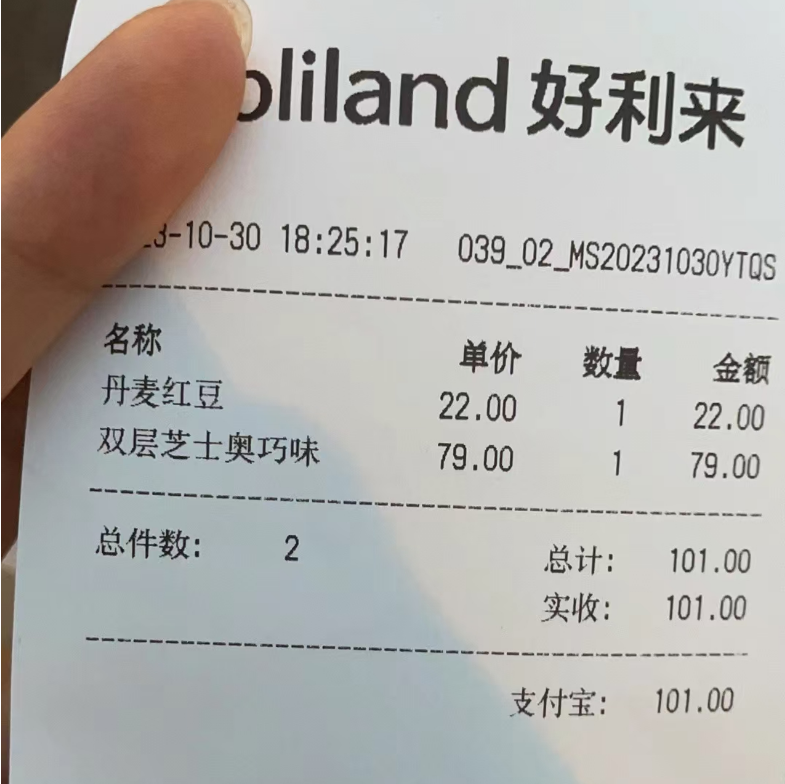 oliland 好利来
3-10-30 18:25:17 039_02_MS20231030YTQS
名称 单价 数量 金额
丹麦红豆 22.00 1 22.00
双层芝士奥巧味 79.00 1 79.00
总件数: 2 总计: 101.00
实收: 101.00
支付宝: 101.00